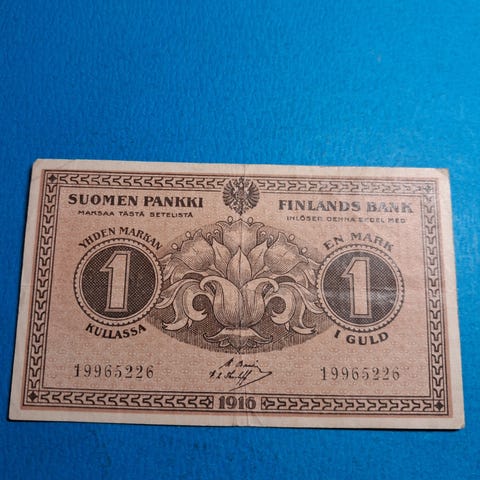 SUOMEN PANKKI
MAKSAA TÄSTÄ SETELISTÄ
FINLANDS BANK
INLÖSER DENNA SEDEL MED
YHDEN MARKAN
1
KULLASSA
EN MARK
1
I GULD
19965226
19965226
1916